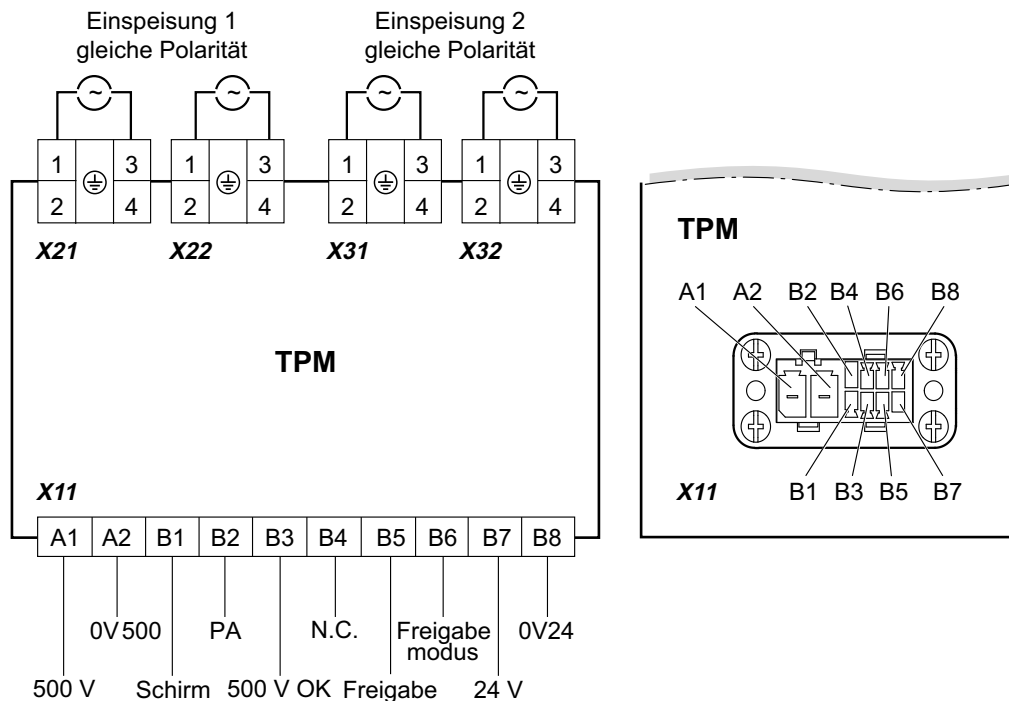 Einspeisung 1
gleiche Polarität
Einspeisung 2
gleiche Polarität
~ ~ ~ ~
1 3 1 3 1 3 1 3
2 4 2 4 2 4 2 4
X21 X22 X31 X32
TPM
X11
A1 A2 B1 B2 B3 B4 B5 B6 B7 B8
0V500 PA N.C. Freigabe modus 0V24
500 V Schirm 500 V OK Freigabe 24 V
TPM
A1 A2 B2 B4 B6 B8
X11 B1 B3 B5 B7